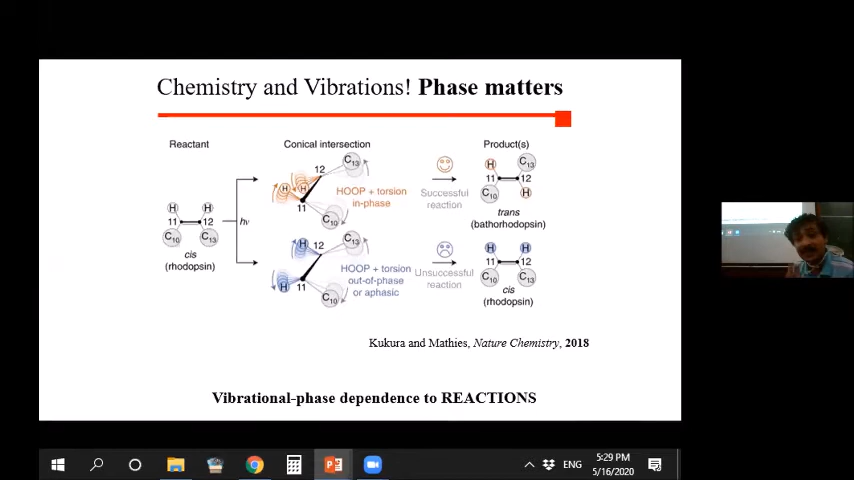 Chemistry and Vibrations! Phase matters
Reactant
Conical intersection
Product(s)
H
H
11
12
C10
C13
cis
(rhodopsin)
hν
12
C13
H
H
11
C10
HOOP + torsion
in-phase
Successful
reaction
H
C13
11
12
C10
H
trans
(bathorhodopsin)
H
12
C13
H
11
C10
HOOP + torsion
out-of-phase
or aphasic
Unsuccessful
reaction
H
H
11
12
C10
C13
cis
(rhodopsin)
Kukura and Mathies, Nature Chemistry, 2018
Vibrational-phase dependence to REACTIONS
ENG
5:29 PM
5/16/2020